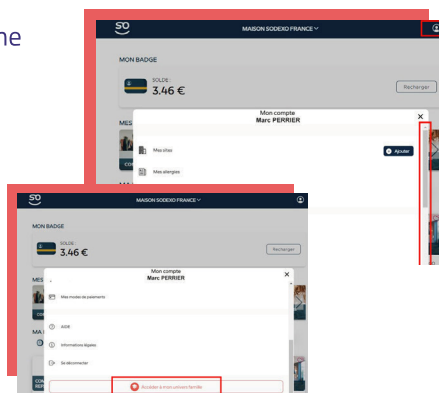 ne
so
MAISON SODEXO FRANCE
MON BADGE
SOLDE :
3.46 €
Recharger
Mon compte
Marc PERRIER
MES
Mes sites
Ajouter
Mes allergies
so
MAISON SODEXO FRANCE
MON BADGE
SOLDE :
3.46 €
Recharger
Mon compte
Marc PERRIER
MES
Mes modes de paiements
MA
AIDE
Informations légales
Se déconnecter
Accéder à mon univers famille